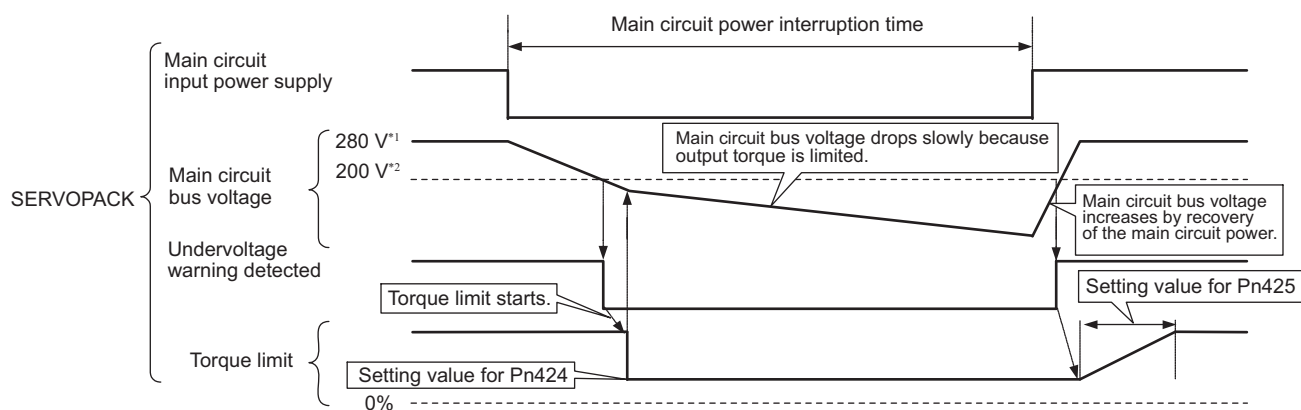 Main circuit power interruption time
Main circuit
input power supply
280 V*1
200 V*2
Main circuit bus voltage drops slowly because
output torque is limited.
Main circuit
bus voltage
SERVOPACK
Main circuit bus voltage
increases by recovery
of the main circuit power.
Undervoltage
warning detected
Torque limit starts.
Setting value for Pn425
Torque limit
Setting value for Pn424
0%